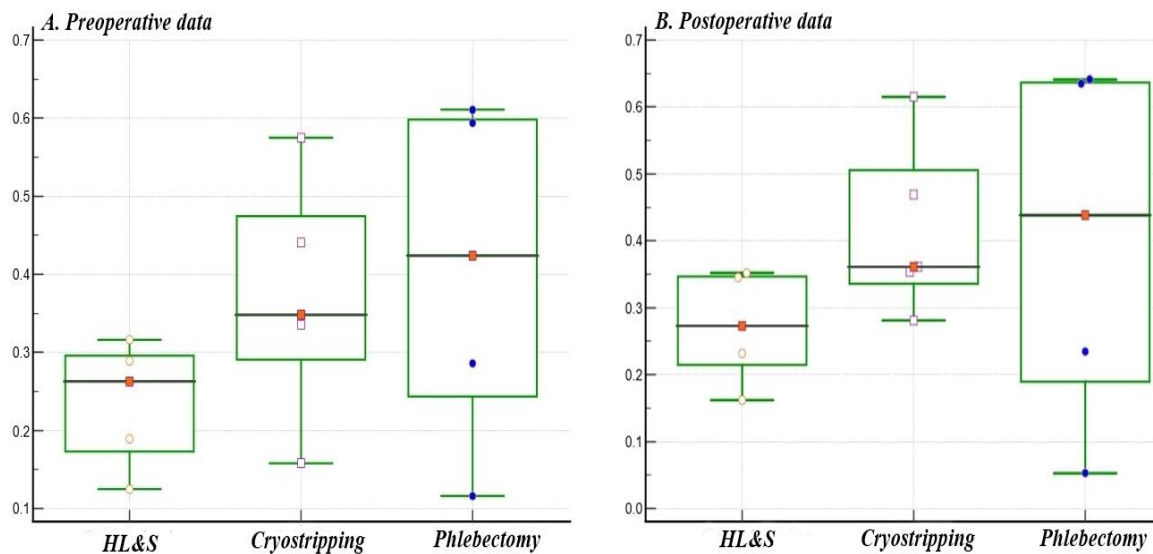 A. Preoperative data
0.7
0.6
0.5
0.4
0.3
0.2
0.1
HL&S
Cryostripping
Phlebectomy
B. Postoperative data
0.7
0.6
0.5
0.4
0.3
0.2
0.1
0.0
HL&S
Cryostripping
Phlebectomy